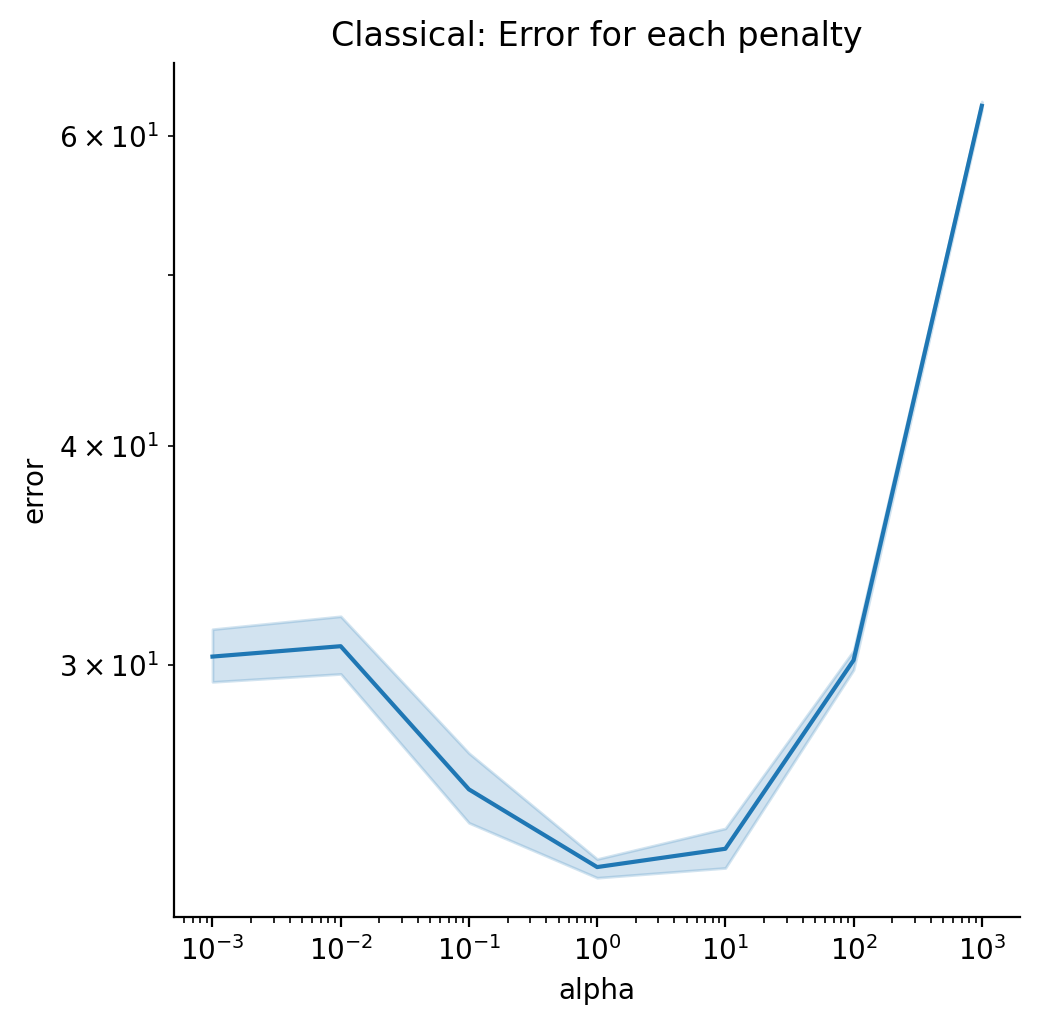 Classical: Error for each penalty
6 × 10¹
4 × 10¹
3 × 10¹
error
10⁻³ 10⁻² 10⁻¹ 10⁰ 10¹ 10² 10³
alpha